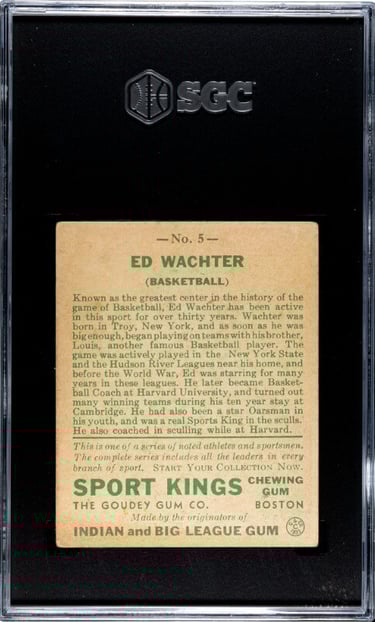 SGC
—No. 5—
ED WACHTER
(BASKETBALL)
Known as the greatest center in the history of the
game of Basketball, Ed Wachter has been active
in this sport for over thirty years. Wachter was
born in Troy, New York, and as soon as he was
big enough, began playing on teams with his brother,
Louis, another famous Basketball player. The
game was actively played in the New York State
and the Hudson River Leagues near his home, and
before the World War, Ed was starring for many
years in these leagues. He later became Basket-
ball Coach at Harvard University, and turned out
many winning teams during his ten year stay at
Cambridge. He had also been a star Oarsman in
his youth, and was a real Sports King in the sculls.
He also coached in sculling while at Harvard.
This is one of a series of noted athletes and sportsmen.
The complete series includes all the leaders in every
branch of sport. START YOUR COLLECTION NOW.
SPORT KINGS CHEWING GUM
THE GOUDEY GUM CO. BOSTON
Made by the originators of
INDIAN and BIG LEAGUE GUM